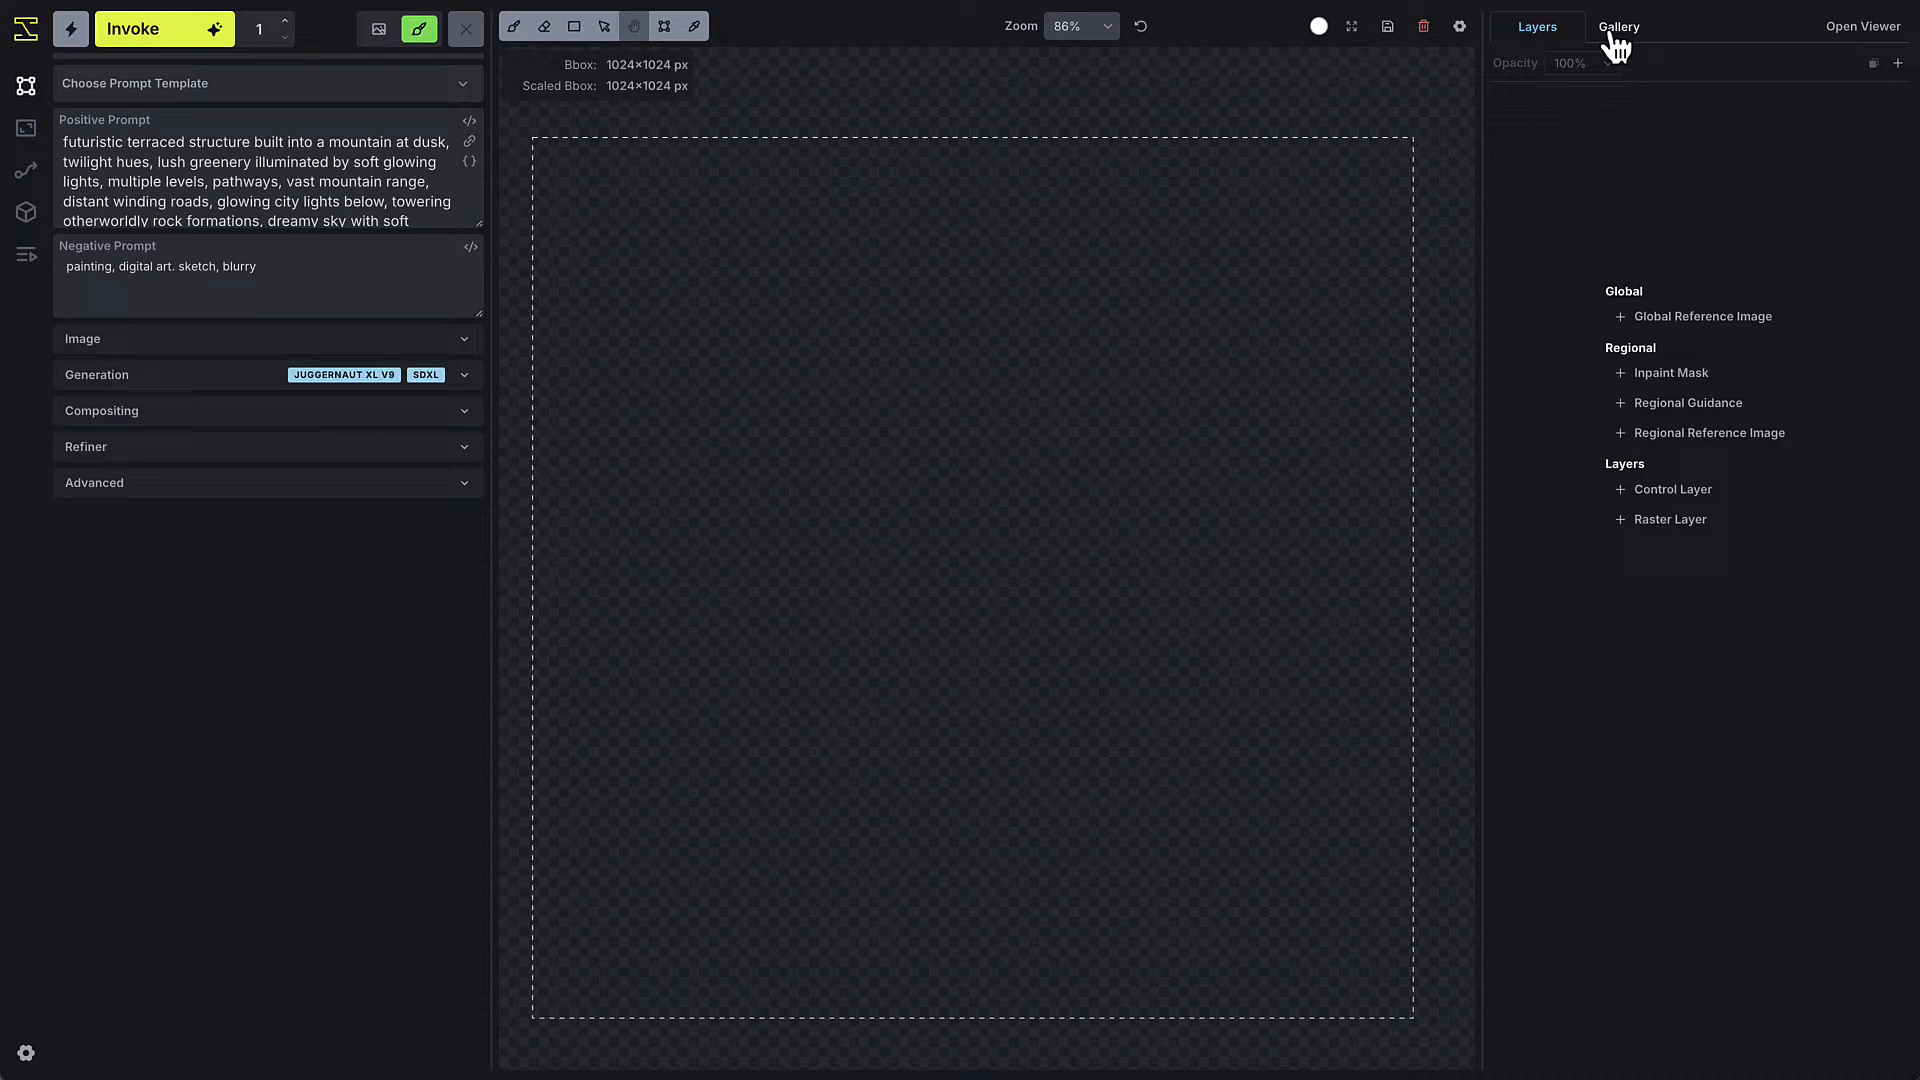 Invoke
1
Zoom
86%
Layers
Gallery
Open Viewer
Bbox: 1024×1024 px
Scaled Bbox: 1024×1024 px
Opacity
100%
Choose Prompt Template
Positive Prompt
futuristic terraced structure built into a mountain at dusk,
twilight hues, lush greenery illuminated by soft glowing
lights, multiple levels, pathways, vast mountain range,
distant winding roads, glowing city lights below, towering
otherworldly rock formations, dreamy sky with soft
Negative Prompt
painting, digital art. sketch, blurry
Image
Generation
JUGGERNAUT XL V9
SDXL
Compositing
Refiner
Advanced
Global
+ Global Reference Image
Regional
+ Inpaint Mask
+ Regional Guidance
+ Regional Reference Image
Layers
+ Control Layer
+ Raster Layer